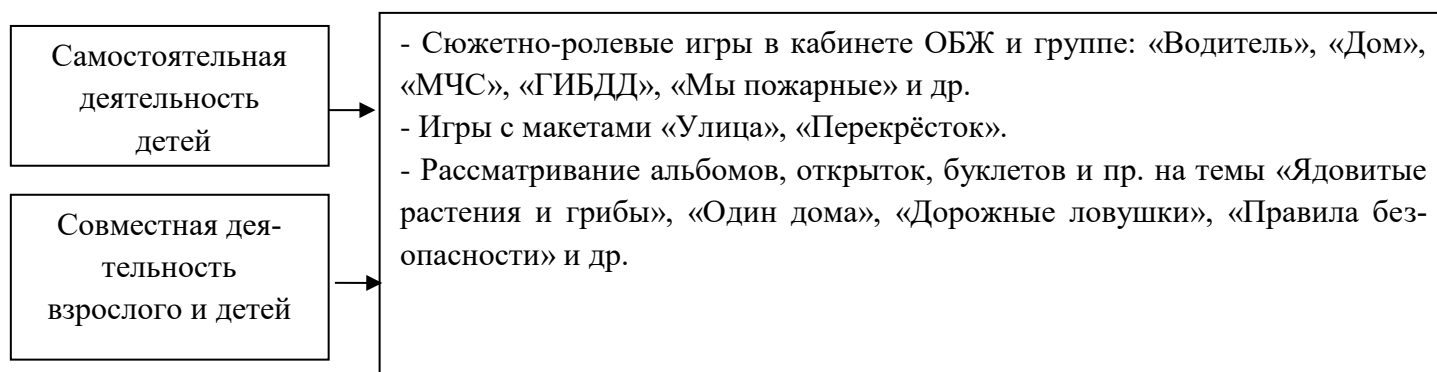 Самостоятельная
деятельность
детей
Совместная дея-
тельность
взрослого и детей
- Сюжетно-ролевые игры в кабинете ОБЖ и группе: «Водитель», «Дом»,
«МЧС», «ГИБДД», «Мы пожарные» и др.
- Игры с макетами «Улица», «Перекрёсток».
- Рассматривание альбомов, открыток, буклетов и пр. на темы «Ядовитые
растения и грибы», «Один дома», «Дорожные ловушки», «Правила без-
опасности» и др.